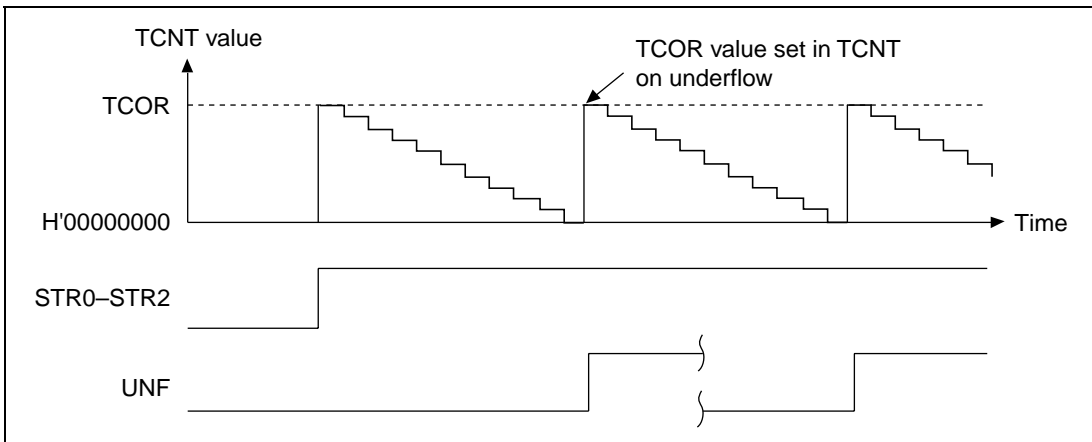 TCNT value
TCOR value set in TCNT
on underflow
TCOR
H'00000000
Time
STR0–STR2
UNF